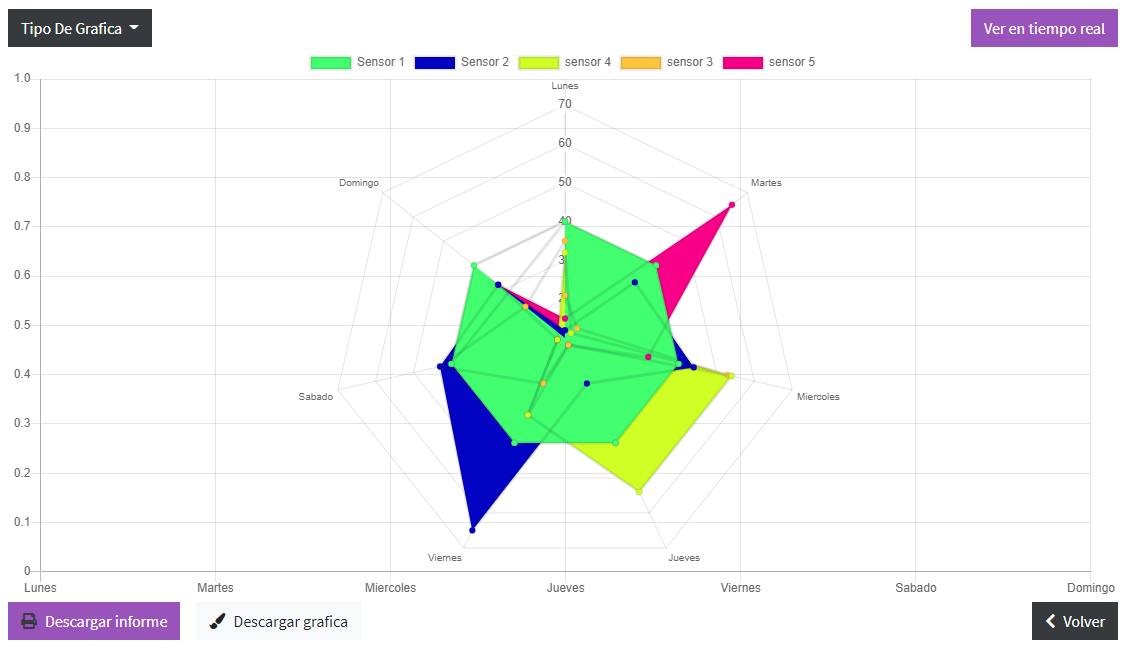 Tipo De Grafica
Ver en tiempo real
Sensor 1 Sensor 2 sensor 4 sensor 3 sensor 5
1.0
0.9
0.8
0.7
0.6
0.5
0.4
0.3
0.2
0.1
0
Lunes
70
60
50
40
Domingo
Martes
Sabado
Miercoles
Viernes
Jueves
Lunes Martes Miercoles Jueves Viernes Sabado Domingo
Descargar informe
Descargar grafica
Volver